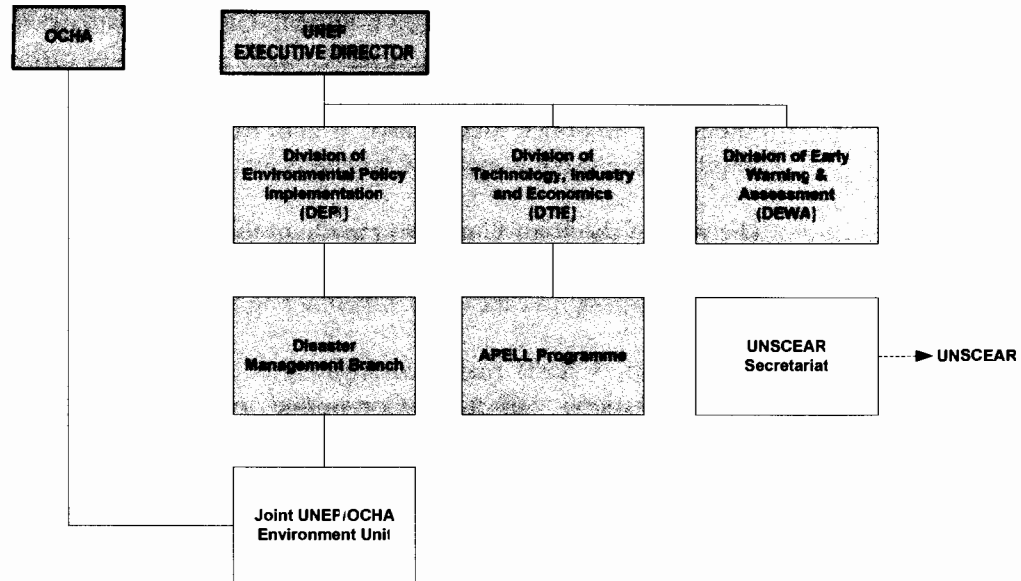 OCHA
UNEP
EXECUTIVE DIRECTOR
Division of
Environmental Policy
Implementation
(DEPI)
Division of
Technology, Industry
and Economics
(DTIE)
Division of Early
Warning &
Assessment
(DEWA)
Disaster
Management Branch
APELL Programme
UNSCEAR
Secretariat
UNSCEAR
Joint UNEP/OCHA
Environment Unit